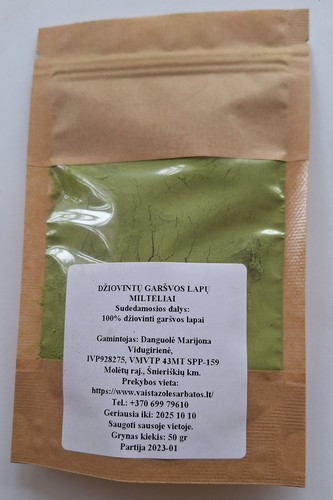 DŽIOVINTŲ GARŠVOS LAPŲ
MILTELIAI
Sudedamosios dalys:
100% džiovinti garšvos lapai
Gamintojas: Danguolė Marijona
Vidugirienė,
IVP928275, VMVTP 43MT SPP-159
Molėtų raj., Šnieriškių km.
Prekybos vieta:
https://www.vaistazolesarbatos.lt/
Tel.: +370 699 79610
Geriausia iki: 2025 10 10
Saugoti sausoje vietoje.
Grynas kiekis: 50 gr
Partija 2023-01